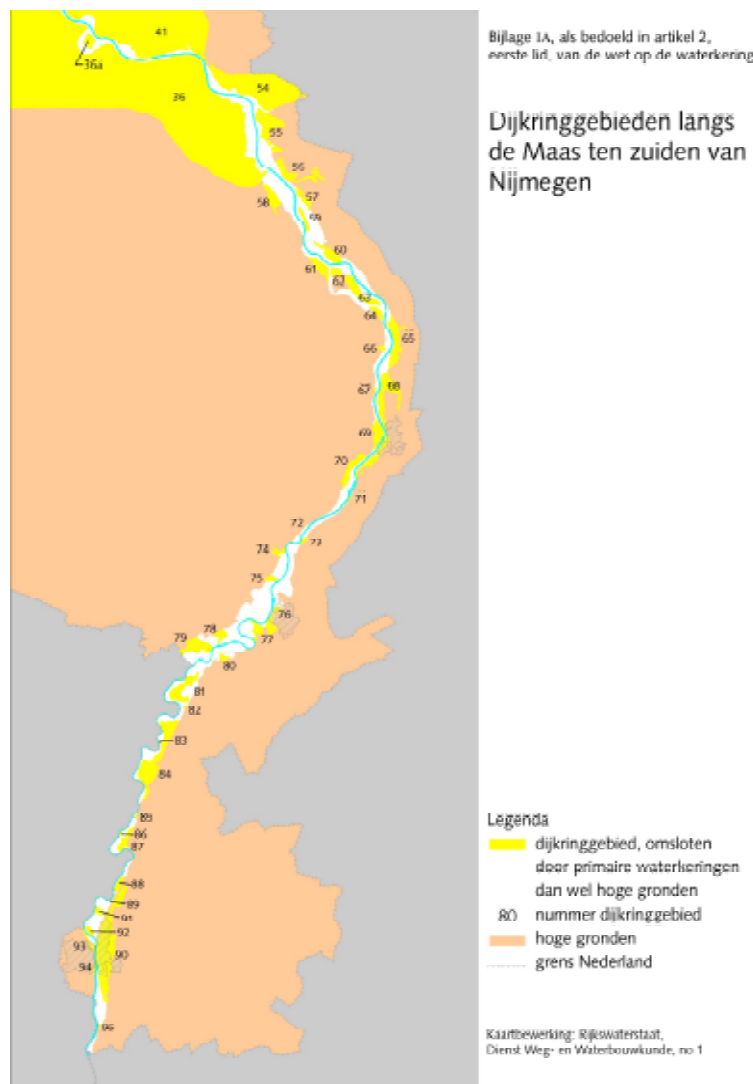 Bijlage IA, als bedoeld in artikel 2,
eerste lid, van de wet op de waterkering
Dijkringgebieden langs
de Maas ten zuiden van
Nijmegen
41
36a
36
54
55
56
57
58
59
60
61
62
63
64
65
66
67
68
69
70
71
72
73
74
75
76
77
78
79
80
81
82
83
84
85
86
87
88
89
91
92
93
90
94
Legenda
dijkringgebied, omsloten
door primaire waterkeringen
dan wel hoge gronden
80 nummer dijkringgebied
hoge gronden
grens Nederland
Kaartbewerking: Rijkswaterstaat,
Dienst Weg- en Waterbouwkunde, no 1